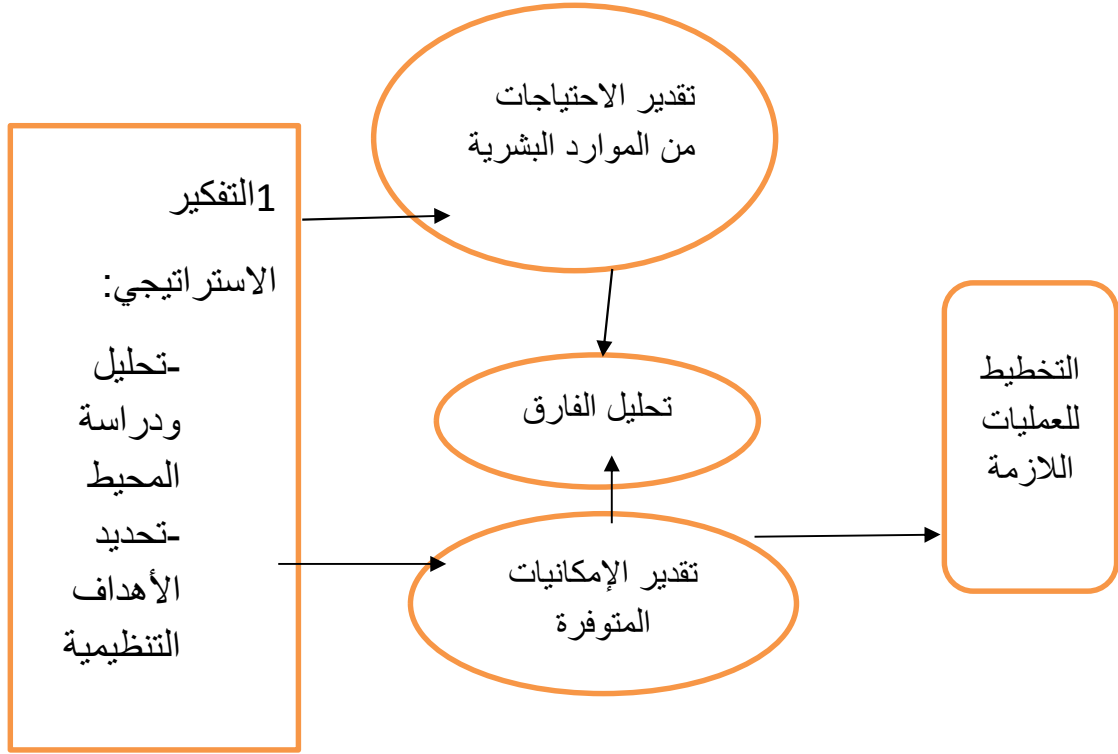 1التفكير
الاستراتيجي:
-تحليل
ودراسة
المحيط
-تحديد
الأهداف
التنظيمية
تقدير الاحتياجات
من الموارد البشرية
تحليل الفارق
تقدير الإمكانيات
المتوفرة
التخطيط
للعمليات
اللازمة